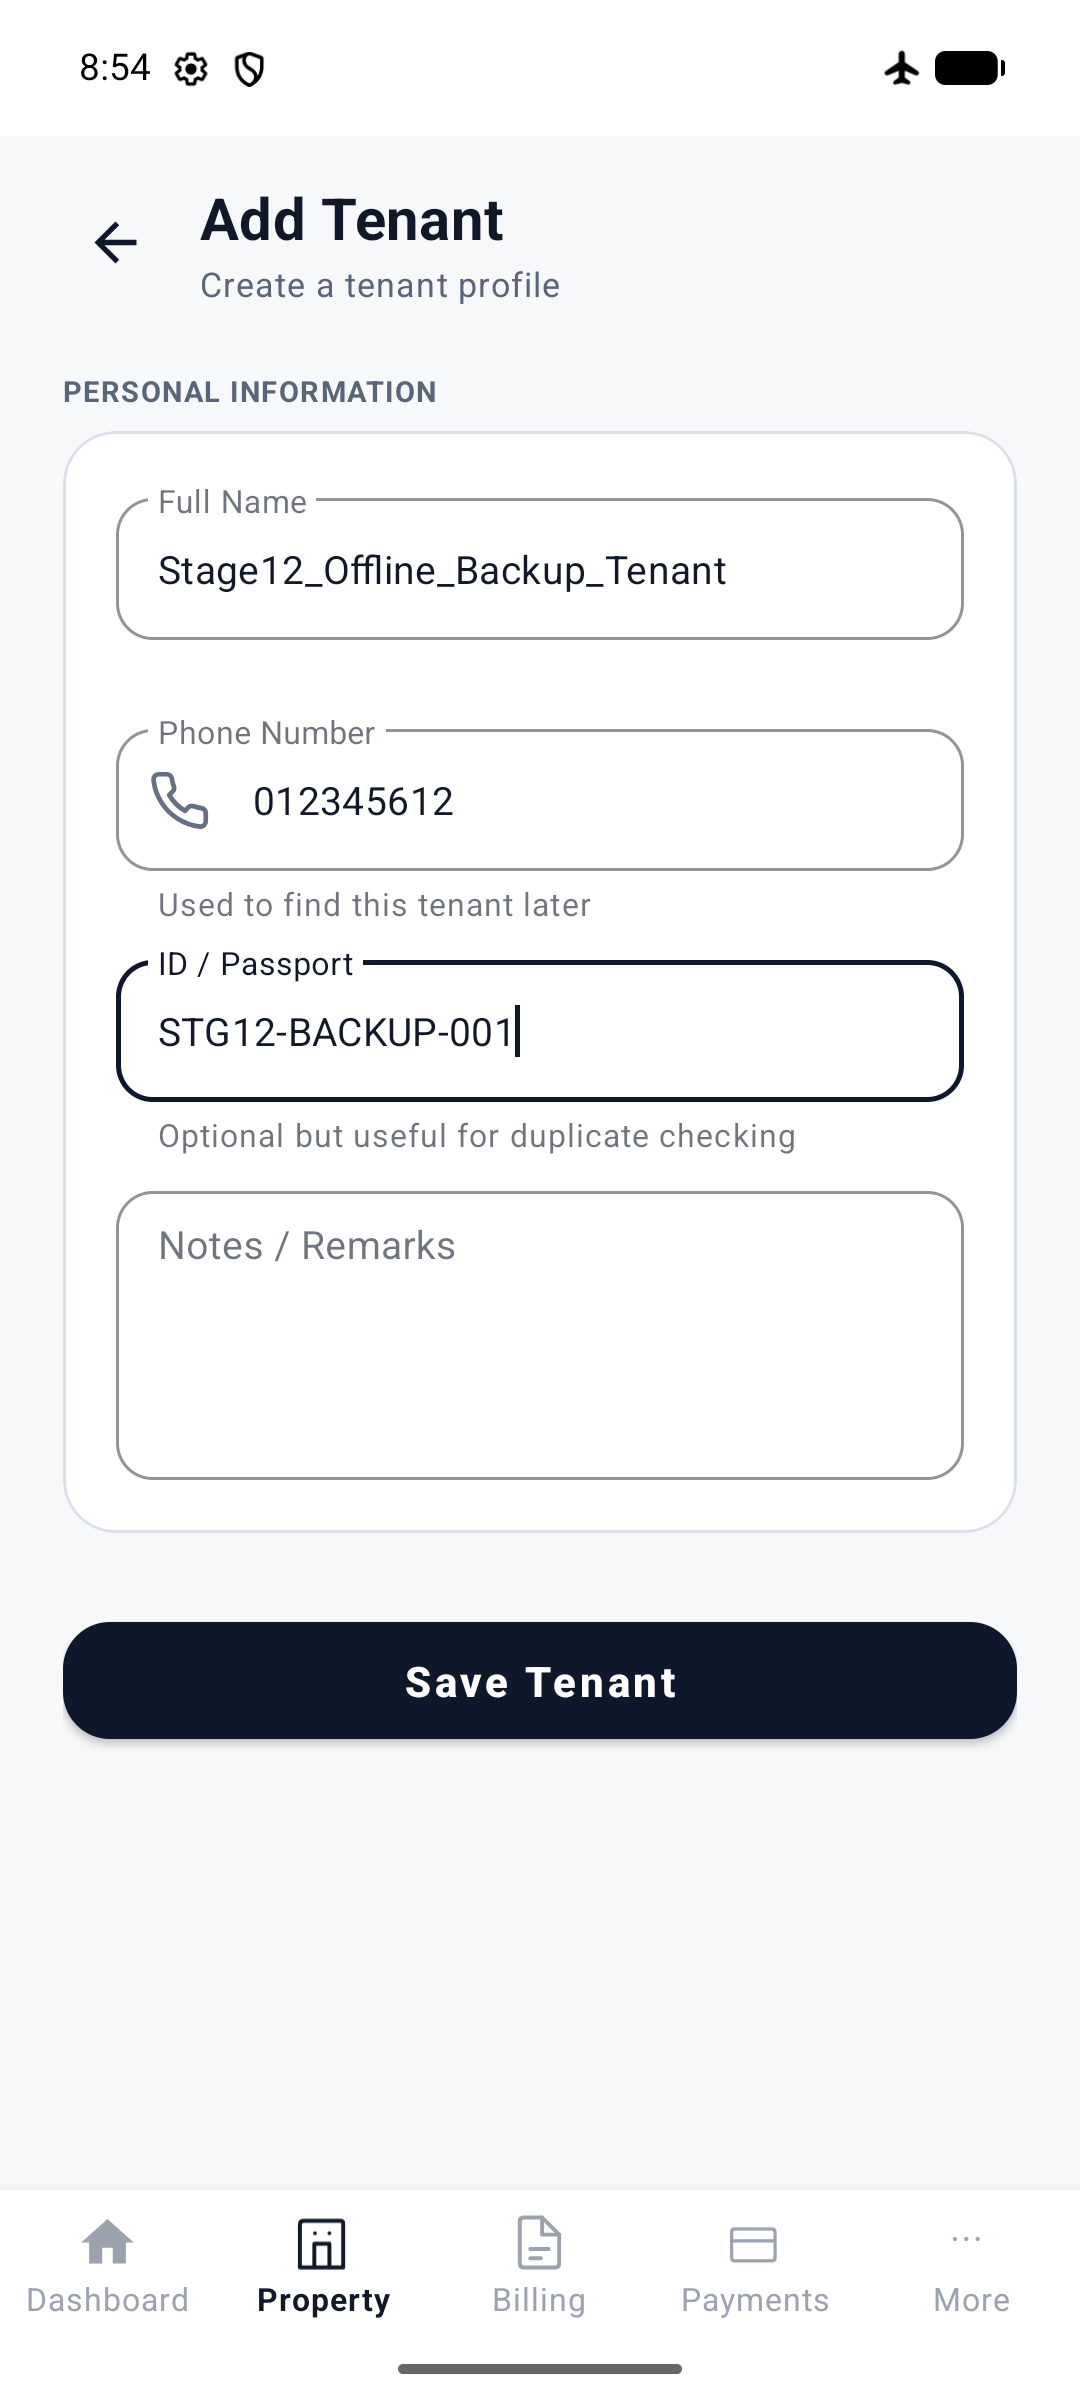 8:54
Add Tenant
Create a tenant profile
PERSONAL INFORMATION
Full Name
Stage12_Offline_Backup_Tenant
Phone Number
012345612
Used to find this tenant later
ID / Passport
STG12-BACKUP-001
Optional but useful for duplicate checking
Notes / Remarks
Save Tenant
Dashboard Property Billing Payments More